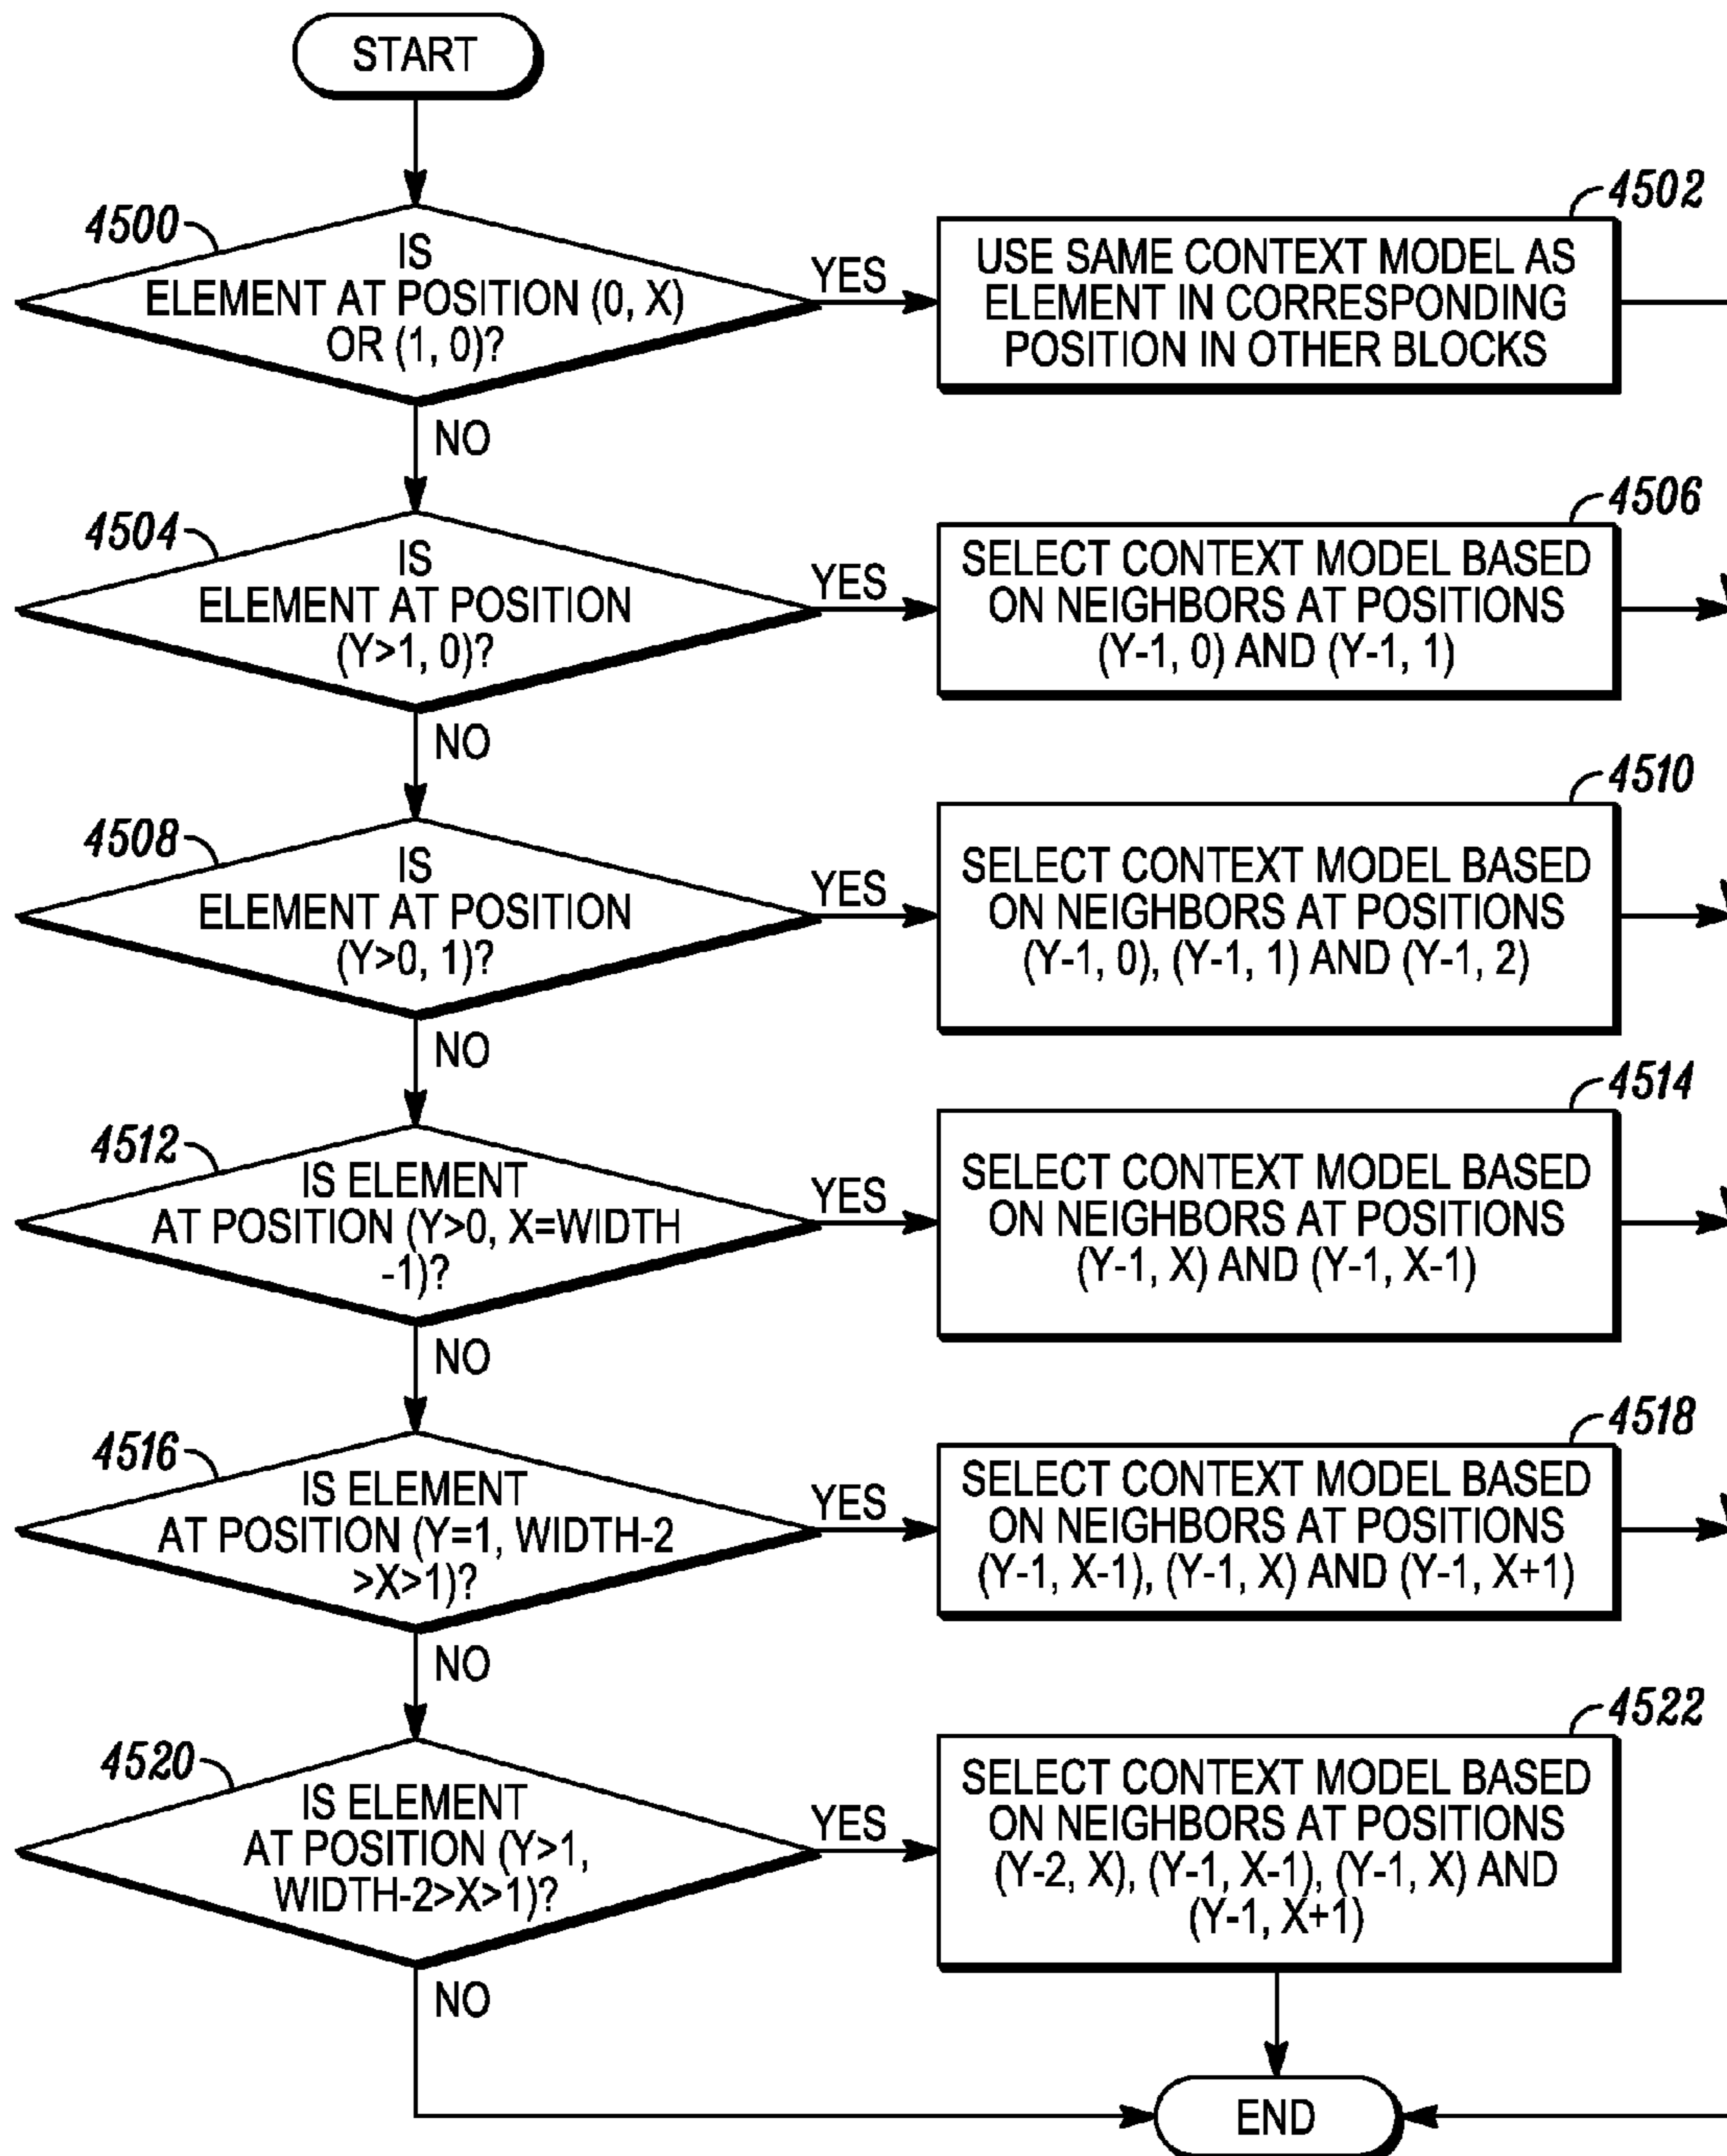 START
4500
IS
ELEMENT AT POSITION (0, X)
OR (1, 0)?
YES
4502
USE SAME CONTEXT MODEL AS
ELEMENT IN CORRESPONDING
POSITION IN OTHER BLOCKS
NO
4504
IS
ELEMENT AT POSITION
(Y>1, 0)?
YES
4506
SELECT CONTEXT MODEL BASED
ON NEIGHBORS AT POSITIONS
(Y-1, 0) AND (Y-1, 1)
NO
4508
IS
ELEMENT AT POSITION
(Y>0, 1)?
YES
4510
SELECT CONTEXT MODEL BASED
ON NEIGHBORS AT POSITIONS
(Y-1, 0), (Y-1, 1) AND (Y-1, 2)
NO
4512
IS ELEMENT
AT POSITION (Y>0, X=WIDTH
-1)?
YES
4514
SELECT CONTEXT MODEL BASED
ON NEIGHBORS AT POSITIONS
(Y-1, X) AND (Y-1, X-1)
NO
4516
IS ELEMENT
AT POSITION (Y=1, WIDTH-2
>X>1)?
YES
4518
SELECT CONTEXT MODEL BASED
ON NEIGHBORS AT POSITIONS
(Y-1, X-1), (Y-1, X) AND (Y-1, X+1)
NO
4520
IS ELEMENT
AT POSITION (Y>1,
WIDTH-2>X>1)?
YES
4522
SELECT CONTEXT MODEL BASED
ON NEIGHBORS AT POSITIONS
(Y-2, X), (Y-1, X-1), (Y-1, X) AND
(Y-1, X+1)
NO
END